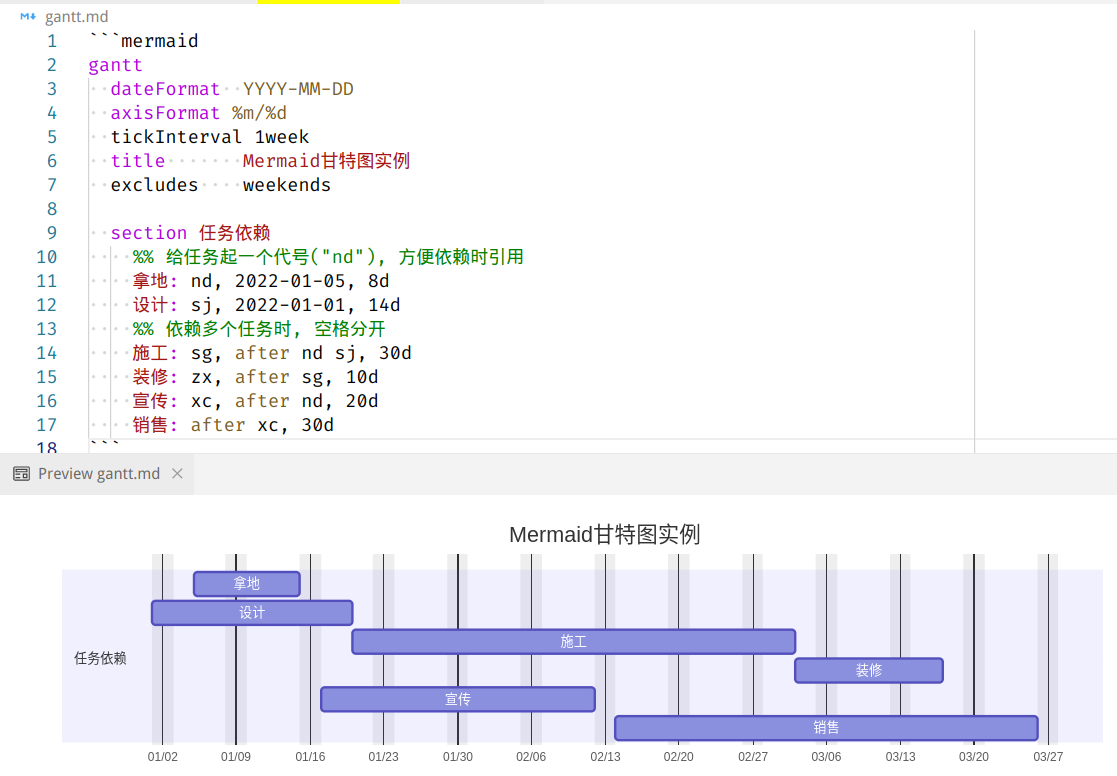 gantt.md
1 ```mermaid
2 gantt
3 dateFormat YYYY-MM-DD
4 axisFormat %m/%d
5 tickInterval 1week
6 title Mermaid甘特图实例
7 excludes weekends
8
9 section 任务依赖
10 %% 给任务起一个代号("nd"), 方便依赖时引用
11 拿地: nd, 2022-01-05, 8d
12 设计: sj, 2022-01-01, 14d
13 %% 依赖多个任务时, 空格分开
14 施工: sg, after nd sj, 30d
15 装修: zx, after sg, 10d
16 宣传: xc, after nd, 20d
17 销售: after xc, 30d
18 ```
Preview gantt.md
Mermaid甘特图实例
拿地
设计
施工
任务依赖
装修
宣传
销售
01/02 01/09 01/16 01/23 01/30 02/06 02/13 02/20 02/27 03/06 03/13 03/20 03/27